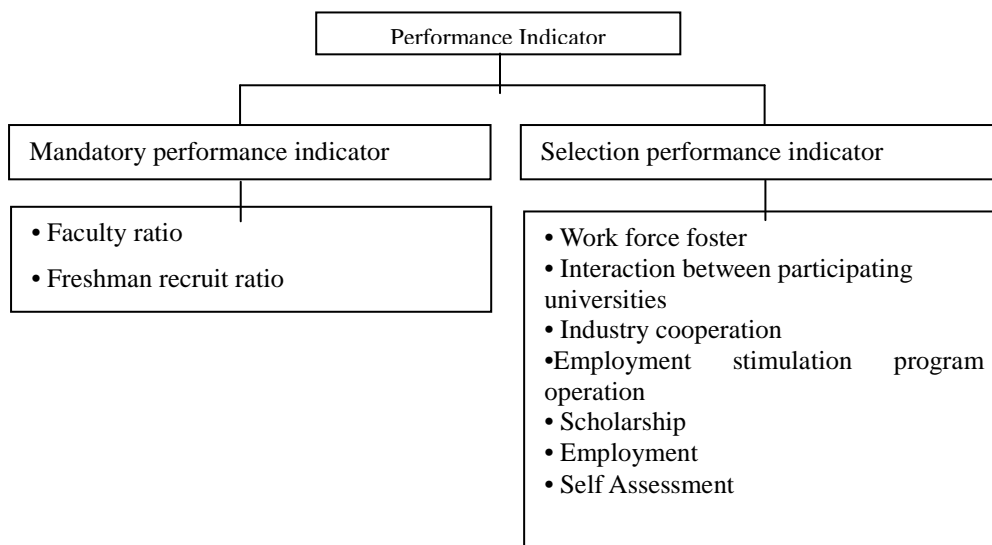 Performance Indicator
Mandatory performance indicator
Selection performance indicator
• Faculty ratio
• Freshman recruit ratio
• Work force foster
• Interaction between participating
universities
• Industry cooperation
•Employment stimulation program
operation
• Scholarship
• Employment
• Self Assessment